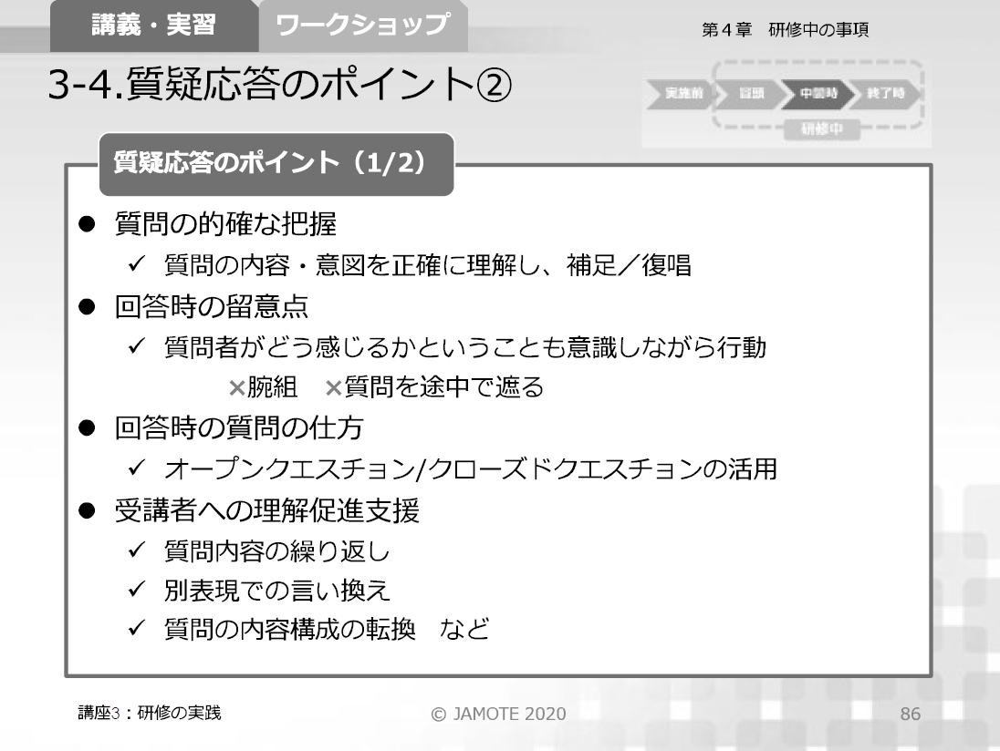 講義・実習
ワークショップ
第４章　研修中の事項
3-4.質疑応答のポイント②
実施前
冒頭
中間時
終了時
研修中
質疑応答のポイント（1/2）
● 質問の的確な把握
✓ 質問の内容・意図を正確に理解し、補足／復唱
● 回答時の留意点
✓ 質問者がどう感じるかということも意識しながら行動
×腕組　×質問を途中で遮る
● 回答時の質問の仕方
✓ オープンクエスチョン/クローズドクエスチョンの活用
● 受講者への理解促進支援
✓ 質問内容の繰り返し
✓ 別表現での言い換え
✓ 質問の内容構成の転換　など
講座3：研修の実践
© JAMOTE 2020
86